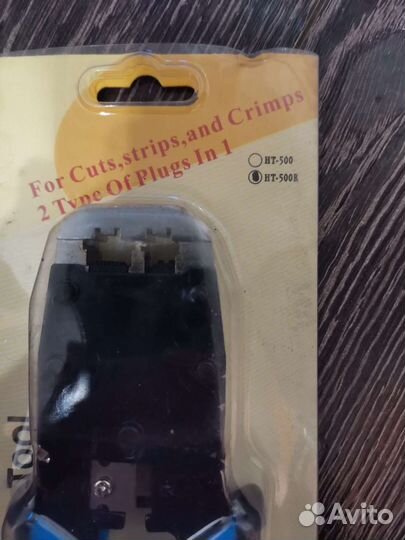 For Cuts,strips,and Crimps
2 Type Of Plugs In 1
HT-500
HT-500R
Tool
Avito